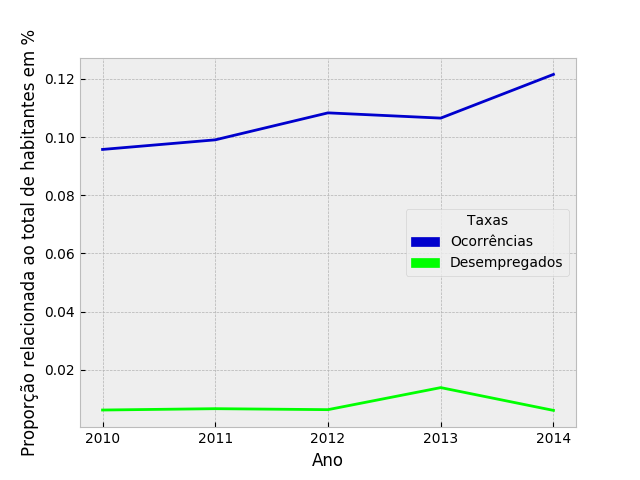 Proporção relacionada ao total de habitantes em %
0.12
0.10
0.08
0.06
0.04
0.02
Taxas
Ocorrências
Desempregados
2010 2011 2012 2013 2014
Ano